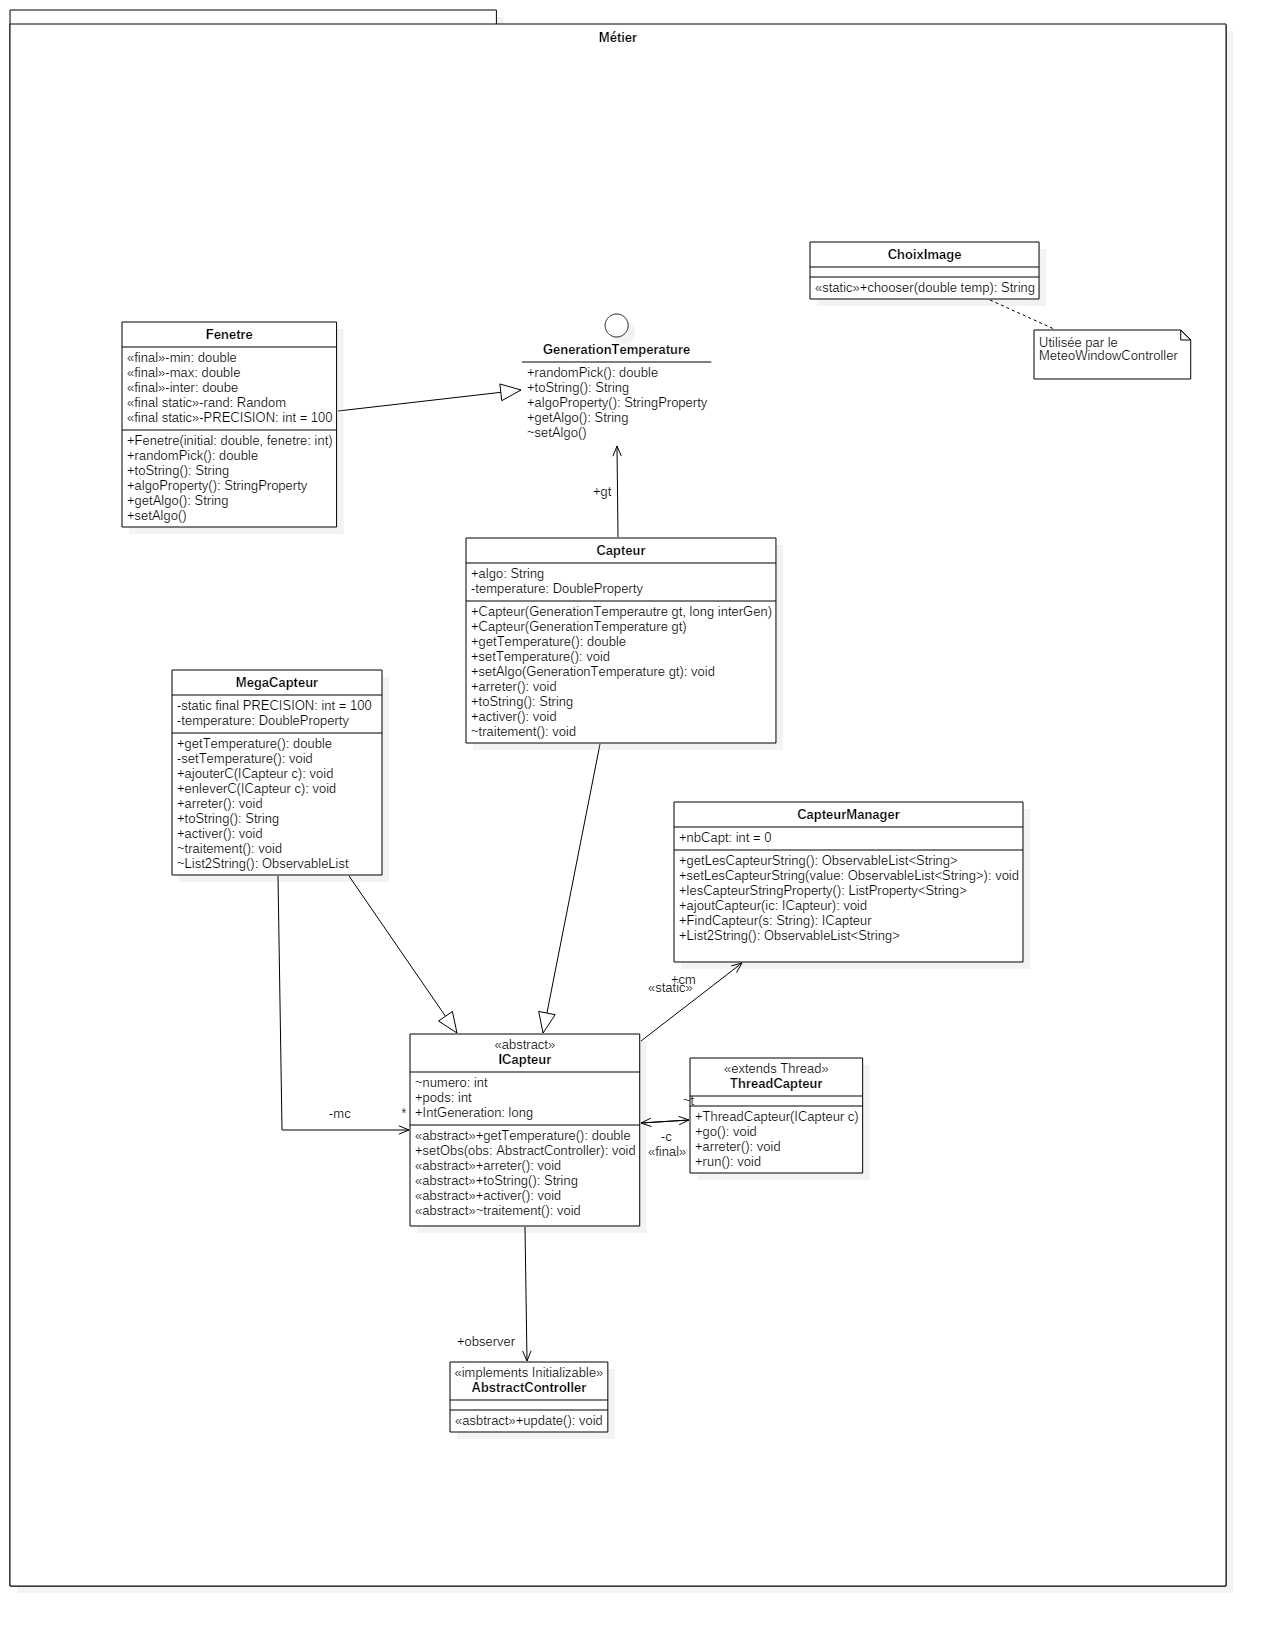 Métier
ChoixImage
«static»+chooser(double temp): String
Utilisée par le
MeteoWindowController
Fenetre
«final»-min: double
«final»-max: double
«final»-inter: doube
«final static»-rand: Random
«final static»-PRECISION: int = 100
+Fenetre(initial: double, fenetre: int)
+randomPick(): double
+toString(): String
+algoProperty(): StringProperty
+getAlgo(): String
+setAlgo()
GenerationTemperature
+randomPick(): double
+toString(): String
+algoProperty(): StringProperty
+getAlgo(): String
~setAlgo()
+gt
Capteur
+algo: String
-temperature: DoubleProperty
+Capteur(GenerationTemperautre gt, long interGen)
+Capteur(GenerationTemperature gt)
+getTemperature(): double
+setTemperature(): void
+setAlgo(GenerationTemperature gt): void
+arreter(): void
+toString(): String
+activer(): void
~traitement(): void
MegaCapteur
-static final PRECISION: int = 100
-temperature: DoubleProperty
+getTemperature(): double
-setTemperature(): void
+ajouterC(ICapteur c): void
+enleverC(ICapteur c): void
+arreter(): void
+toString(): String
+activer(): void
~traitement(): void
~List2String(): ObservableList
CapteurManager
+nbCapt: int = 0
+getLesCapteurString(): ObservableList<String>
+setLesCapteurString(value: ObservableList<String>): void
+lesCapteurStringProperty(): ListProperty<String>
+ajoutCapteur(ic: ICapteur): void
+FindCapteur(s: String): ICapteur
+List2String(): ObservableList<String>
+cm
«static»
«abstract»
ICapteur
~numero: int
+pods: int
+IntGeneration: long
«abstract»+getTemperature(): double
+setObs(obs: AbstractController): void
«abstract»+arreter(): void
«abstract»+toString(): String
«abstract»+activer(): void
«abstract»~traitement(): void
-mc
*
«extends Thread»
ThreadCapteur
~t
+ThreadCapteur(ICapteur c)
+go(): void
+arreter(): void
+run(): void
-c
«final»
+observer
«implements Initializable»
AbstractController
«asbtract»+update(): void